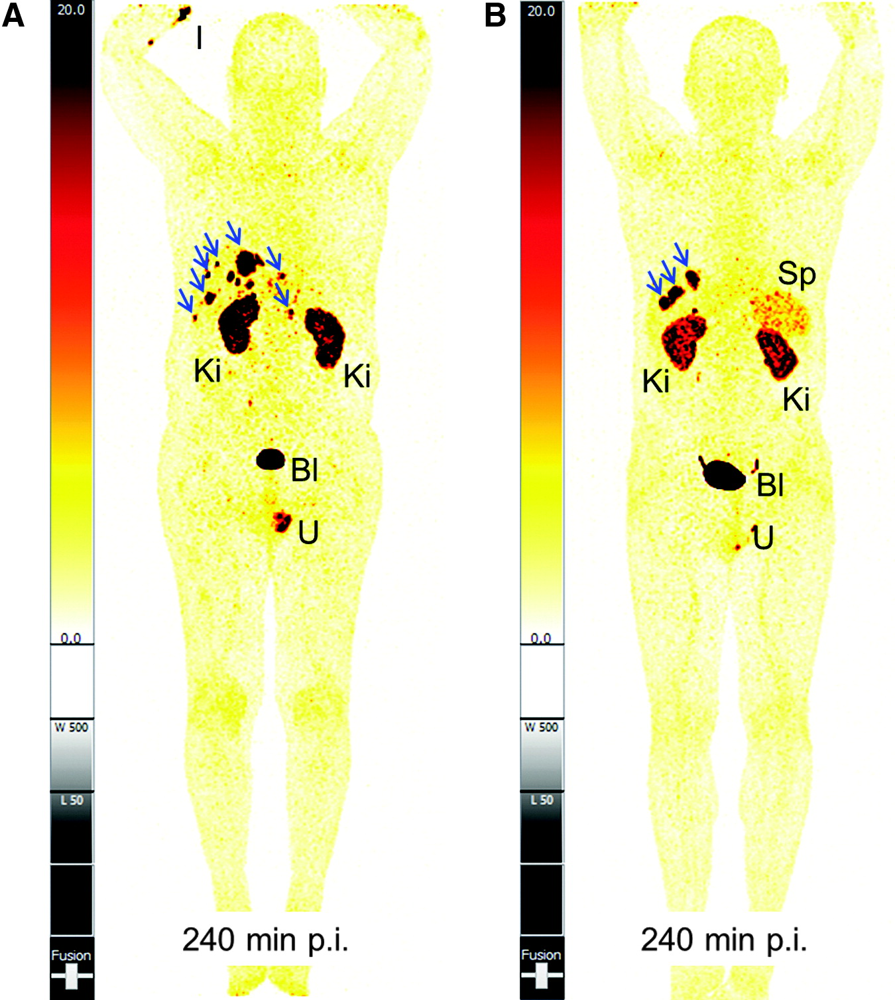 A
20.0
I
Ki
Ki
Bl
U
0.0
W 500
L 50
Fusion
240 min p.i.
B
20.0
Sp
Ki
Ki
Bl
U
0.0
W 500
L 50
Fusion
240 min p.i.